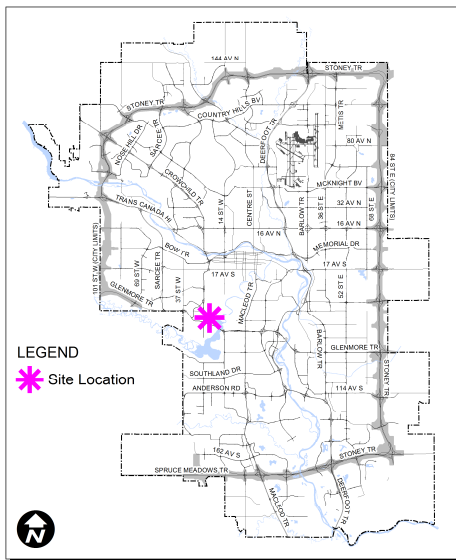 144 AV N
STONEY TR
STONEY TR
COUNTRY HILLS BV
METIS TR
NOSE HILL DR
SARCEE TR
DEERFOOT TR
80 AV N
84 ST E (CITY LIMITS)
CROWCHILD TR
MCKNIGHT BV
TRANS CANADA HI
14 ST W
CENTRE ST
BARLOW TR
36 ST E
32 AV N
68 ST E
16 AV N
16 AV N
101 ST W (CITY LIMITS)
BOW TR
MEMORIAL DR
69 ST W
SARCEE TR
37 ST W
17 AV S
17 AV S
GLENMORE TR
MACLEOD TR
52 ST E
BARLOW TR
LEGEND
GLENMORE TR
Site Location
SOUTHLAND DR
STONEY TR
ANDERSON RD
114 AV S
162 AV S
STONEY TR
SPRUCE MEADOWS TR
MACLEOD TR
DEERFOOT TR
N